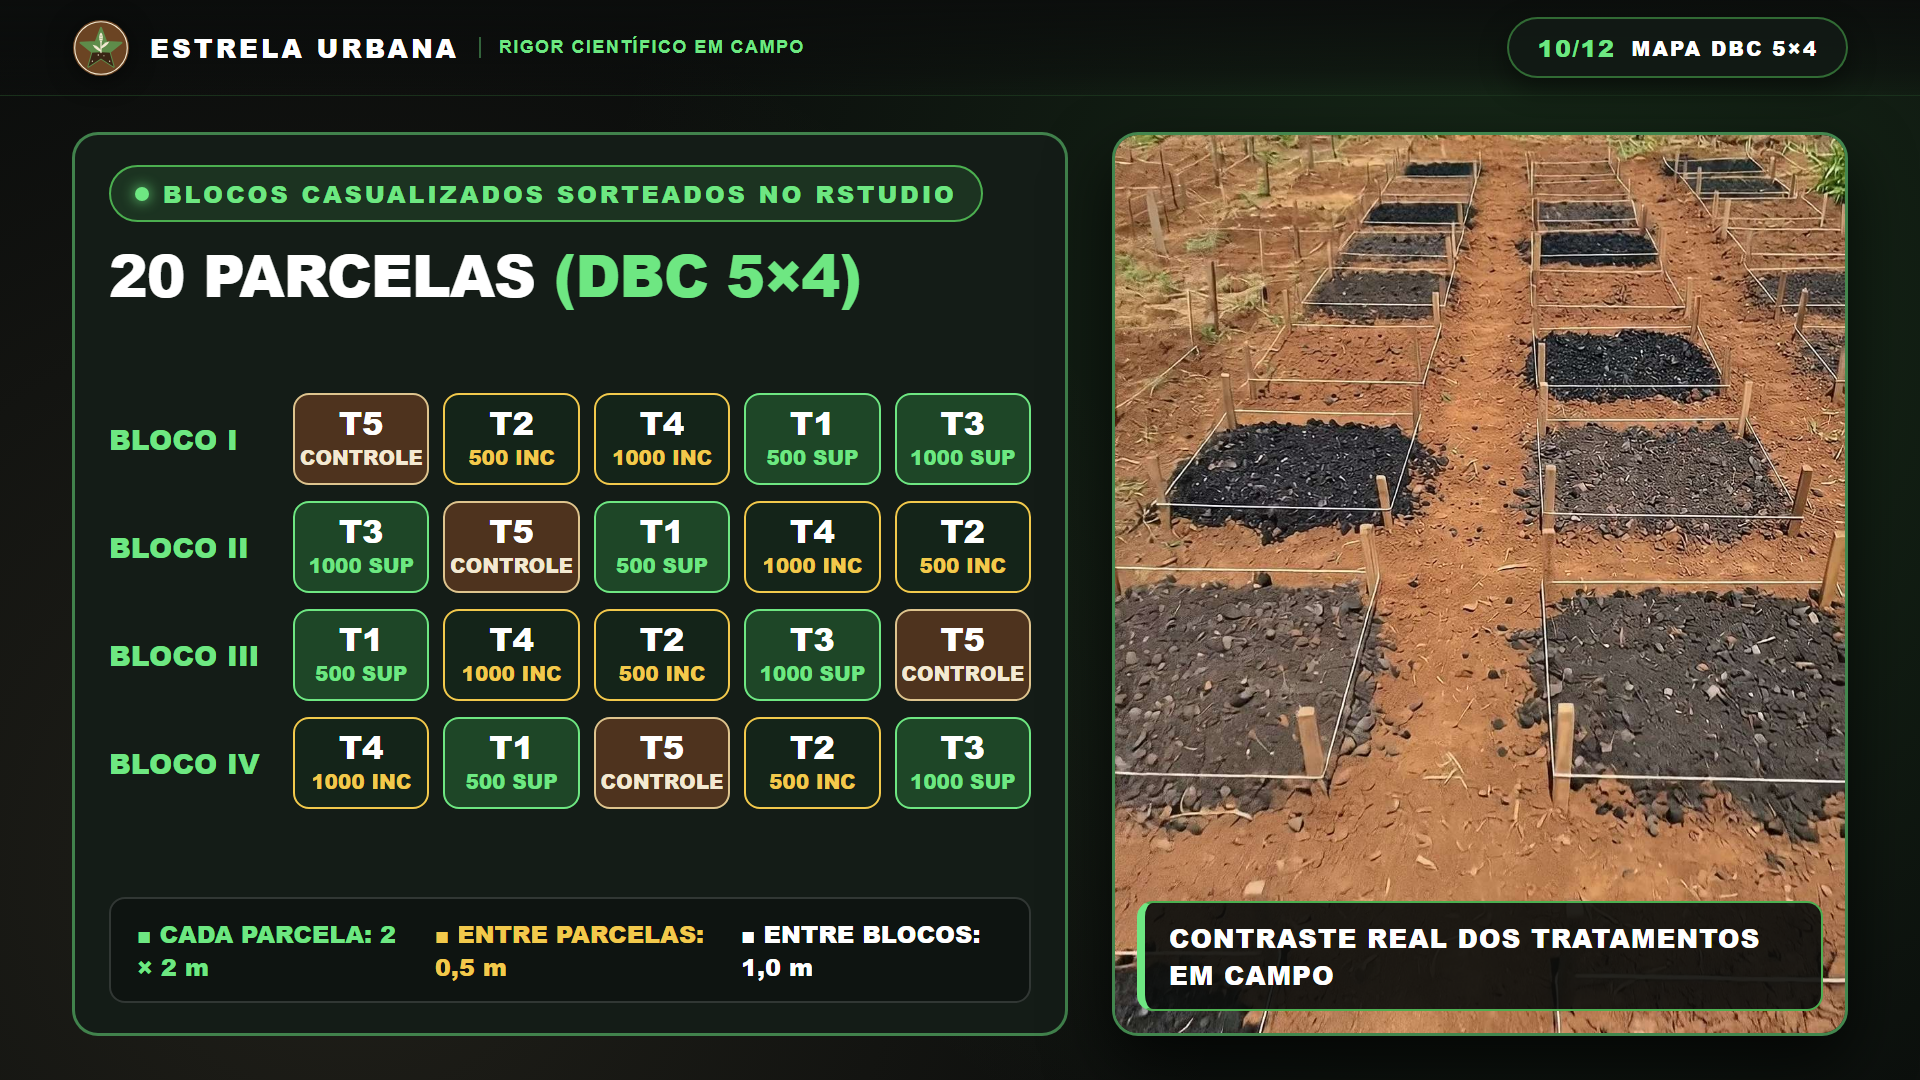 ESTRELA URBANA
RIGOR CIENTÍFICO EM CAMPO
10/12 MAPA DBC 5×4
BLOCOS CASUALIZADOS SORTEADOS NO RSTUDIO
20 PARCELAS (DBC 5×4)
BLOCO I
T5
CONTROLE
T2
500 INC
T4
1000 INC
T1
500 SUP
T3
1000 SUP
BLOCO II
T3
1000 SUP
T5
CONTROLE
T1
500 SUP
T4
1000 INC
T2
500 INC
BLOCO III
T1
500 SUP
T4
1000 INC
T2
500 INC
T3
1000 SUP
T5
CONTROLE
BLOCO IV
T4
1000 INC
T1
500 SUP
T5
CONTROLE
T2
500 INC
T3
1000 SUP
■ CADA PARCELA: 2
× 2 m
■ ENTRE PARCELAS:
0,5 m
■ ENTRE BLOCOS:
1,0 m
CONTRASTE REAL DOS TRATAMENTOS
EM CAMPO